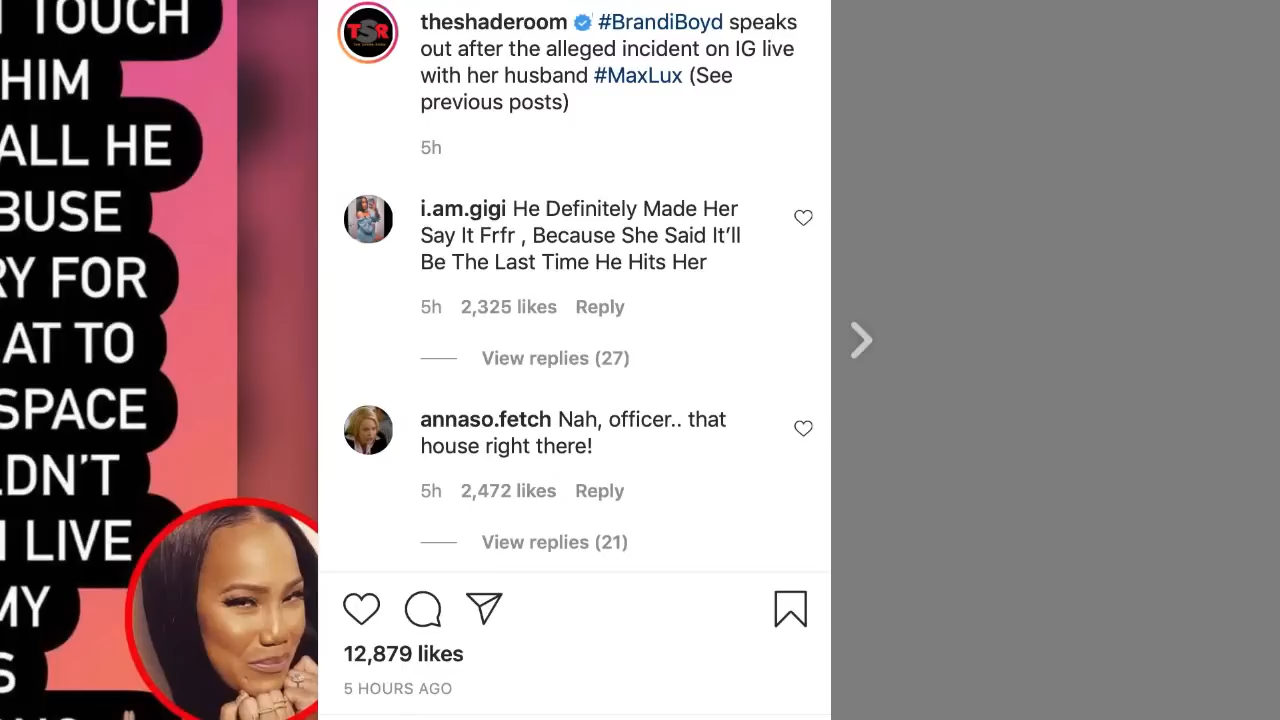 TOUCH
HIM
ALL HE
BUSE
RY FOR
AT TO
SPACE
LDN'T
LIVE
MY
S
TSR
theshaderoom #BrandiBoyd speaks
out after the alleged incident on IG live
with her husband #MaxLux (See
previous posts)
5h
i.am.gigi He Definitely Made Her
Say It Frfr , Because She Said It'll
Be The Last Time He Hits Her
5h 2,325 likes Reply
View replies (27)
annaso.fetch Nah, officer.. that
house right there!
5h 2,472 likes Reply
View replies (21)
12,879 likes
5 HOURS AGO